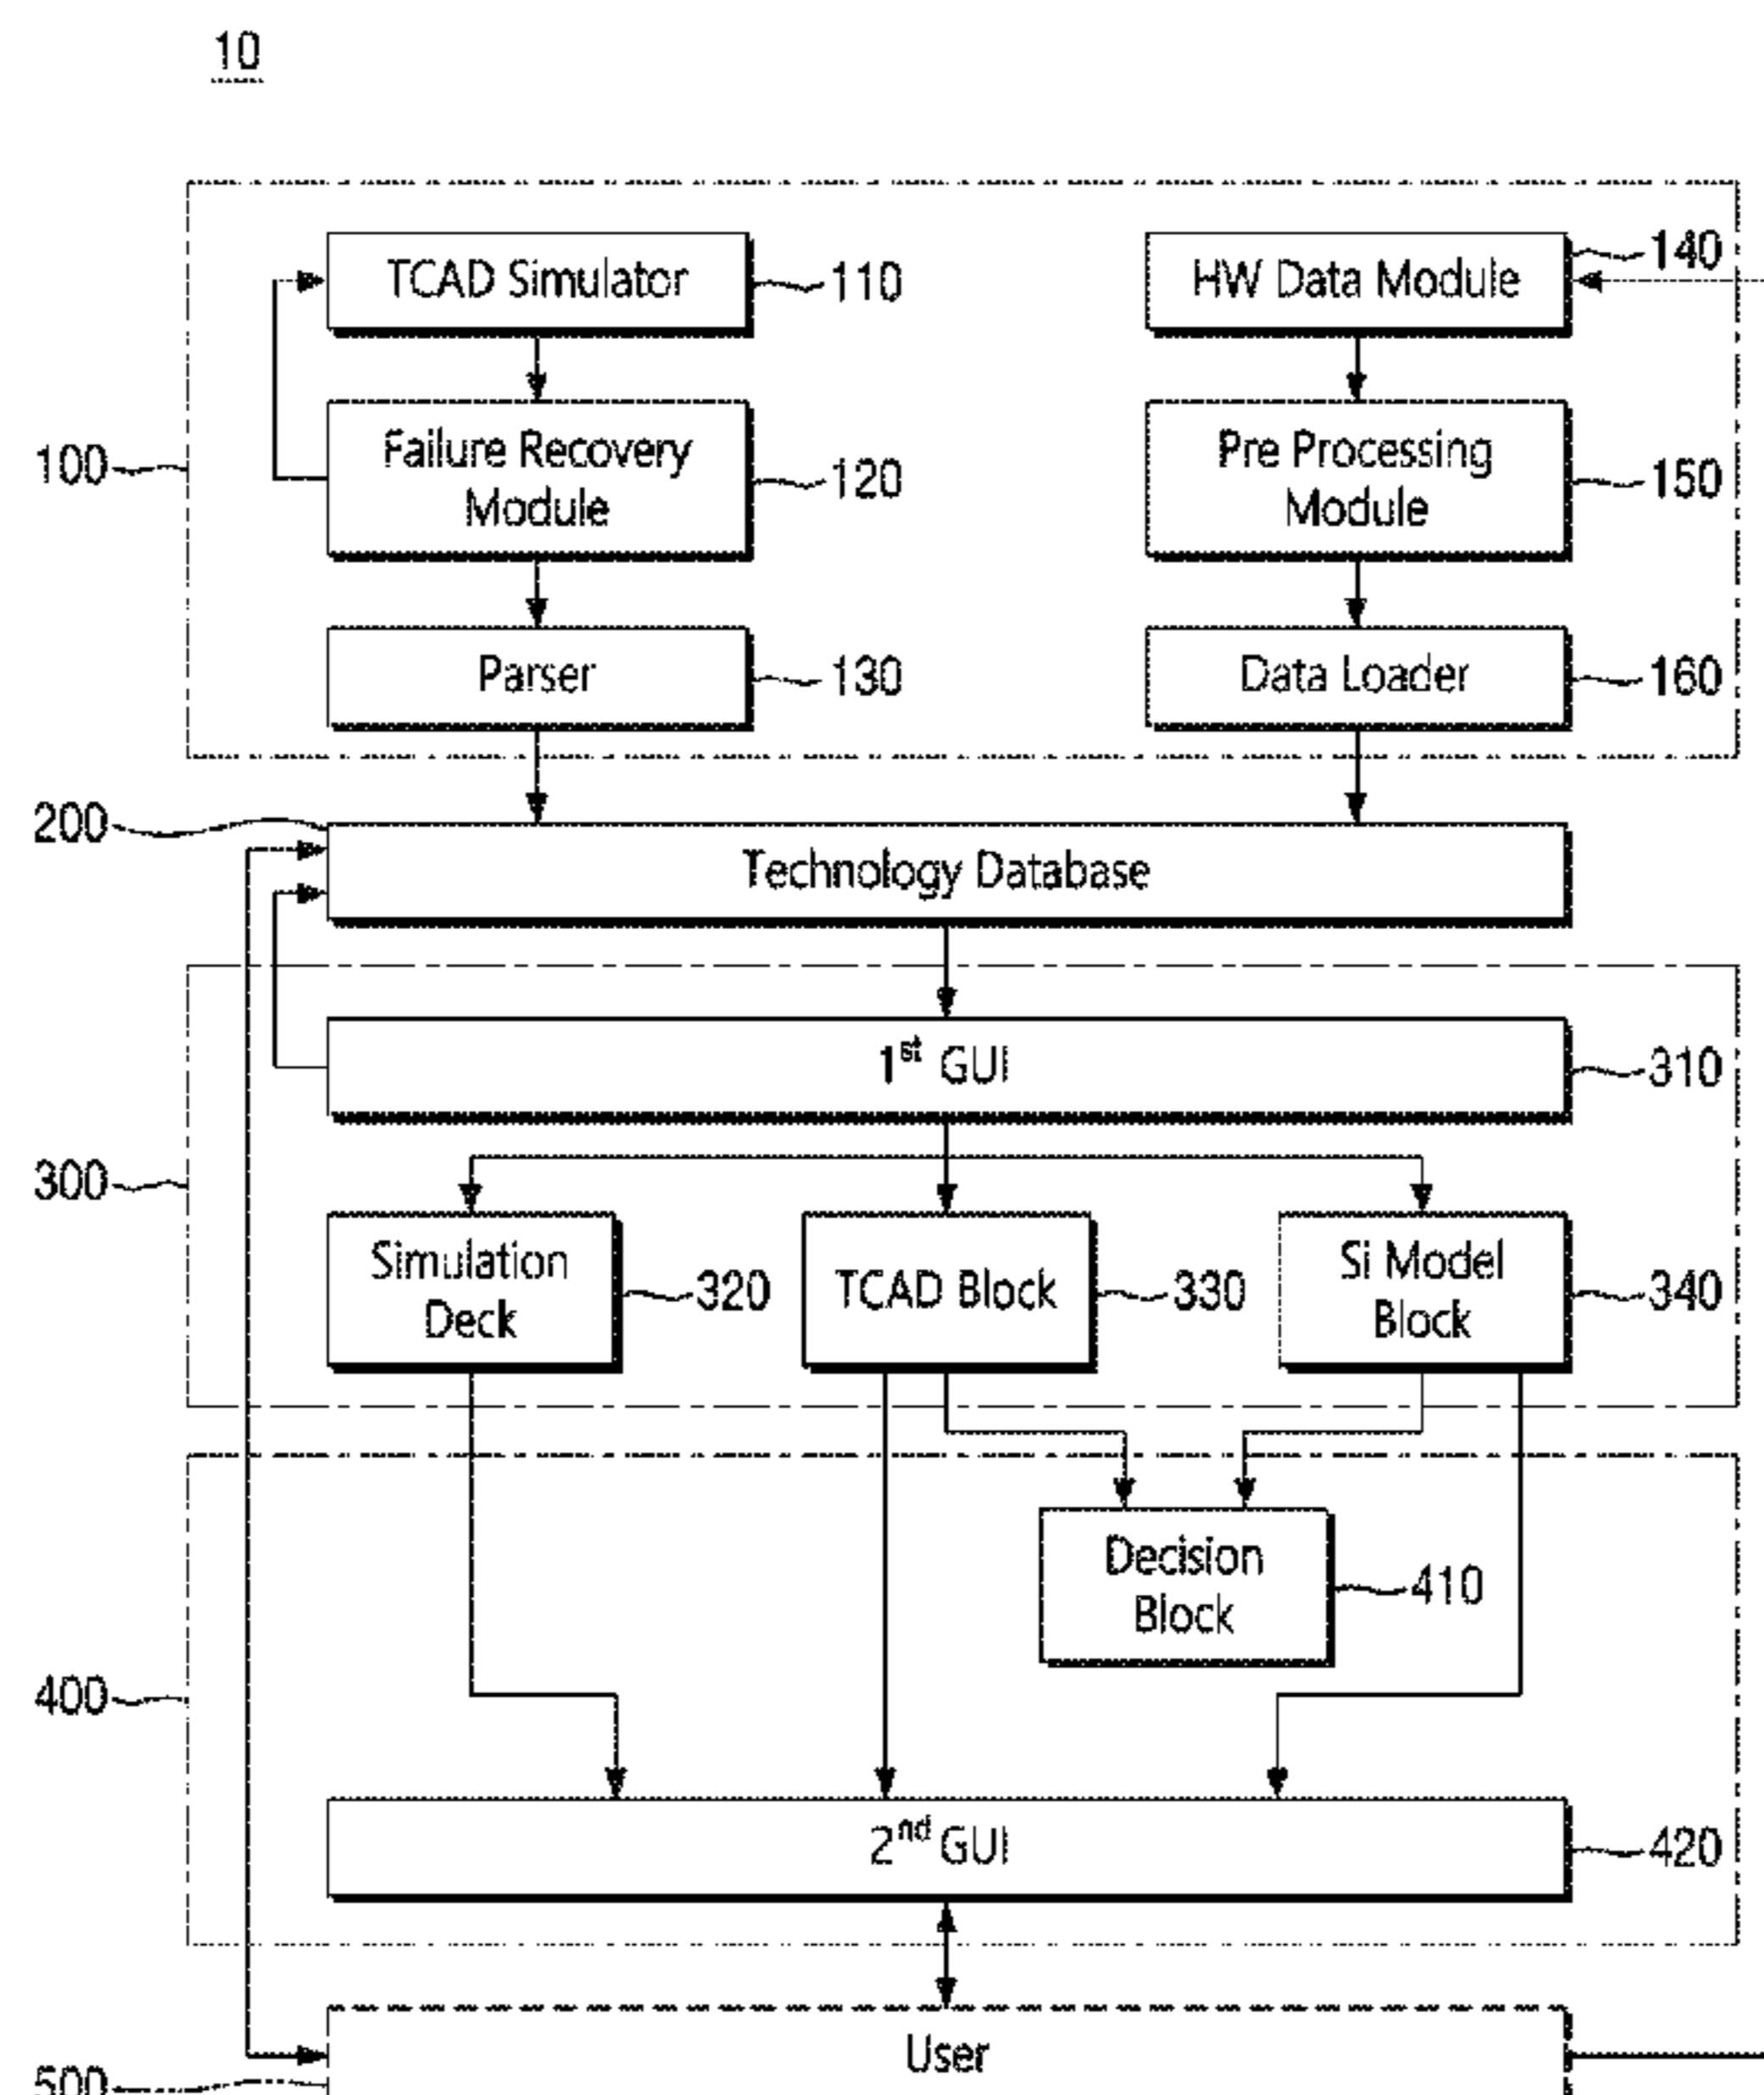 10
TCAD Simulator
110
HW Data Module
140
100
Failure Recovery
Module
120
Pre Processing
Module
150
Parser
130
Data Loader
160
200
Technology Database
1st GUI
310
300
Simulation
Deck
320
TCAD Block
330
Si Model
Block
340
Decision
Block
410
400
2nd GUI
420
User
500